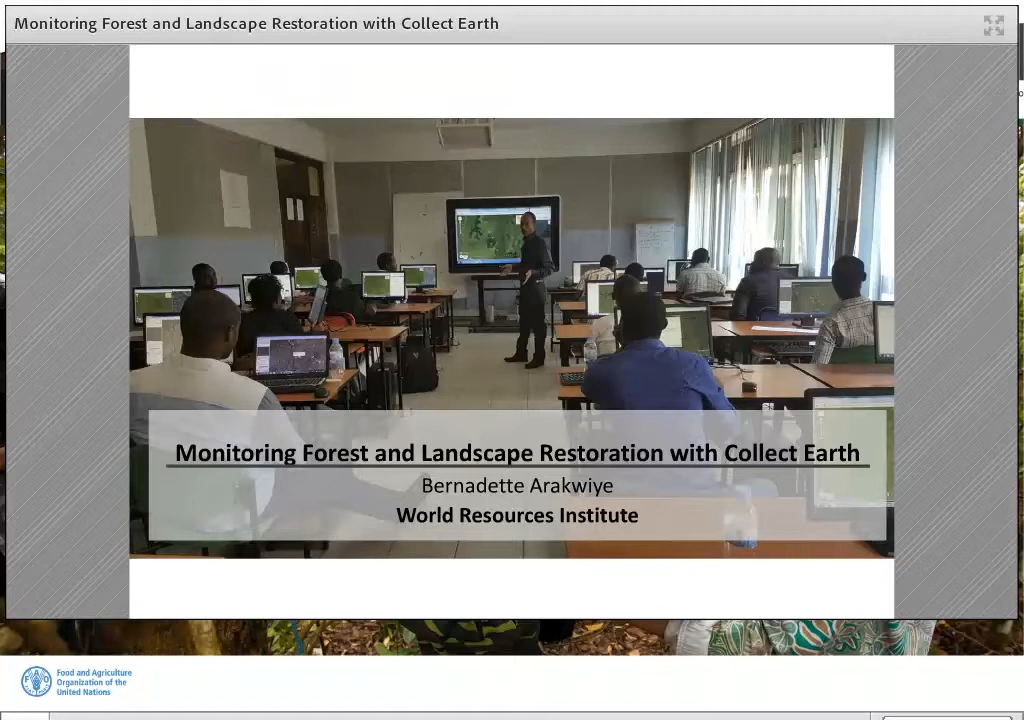 Monitoring Forest and Landscape Restoration with Collect Earth
Monitoring Forest and Landscape Restoration with Collect Earth
Bernadette Arakwiye
World Resources Institute
Food and Agriculture
Organization of the
United Nations